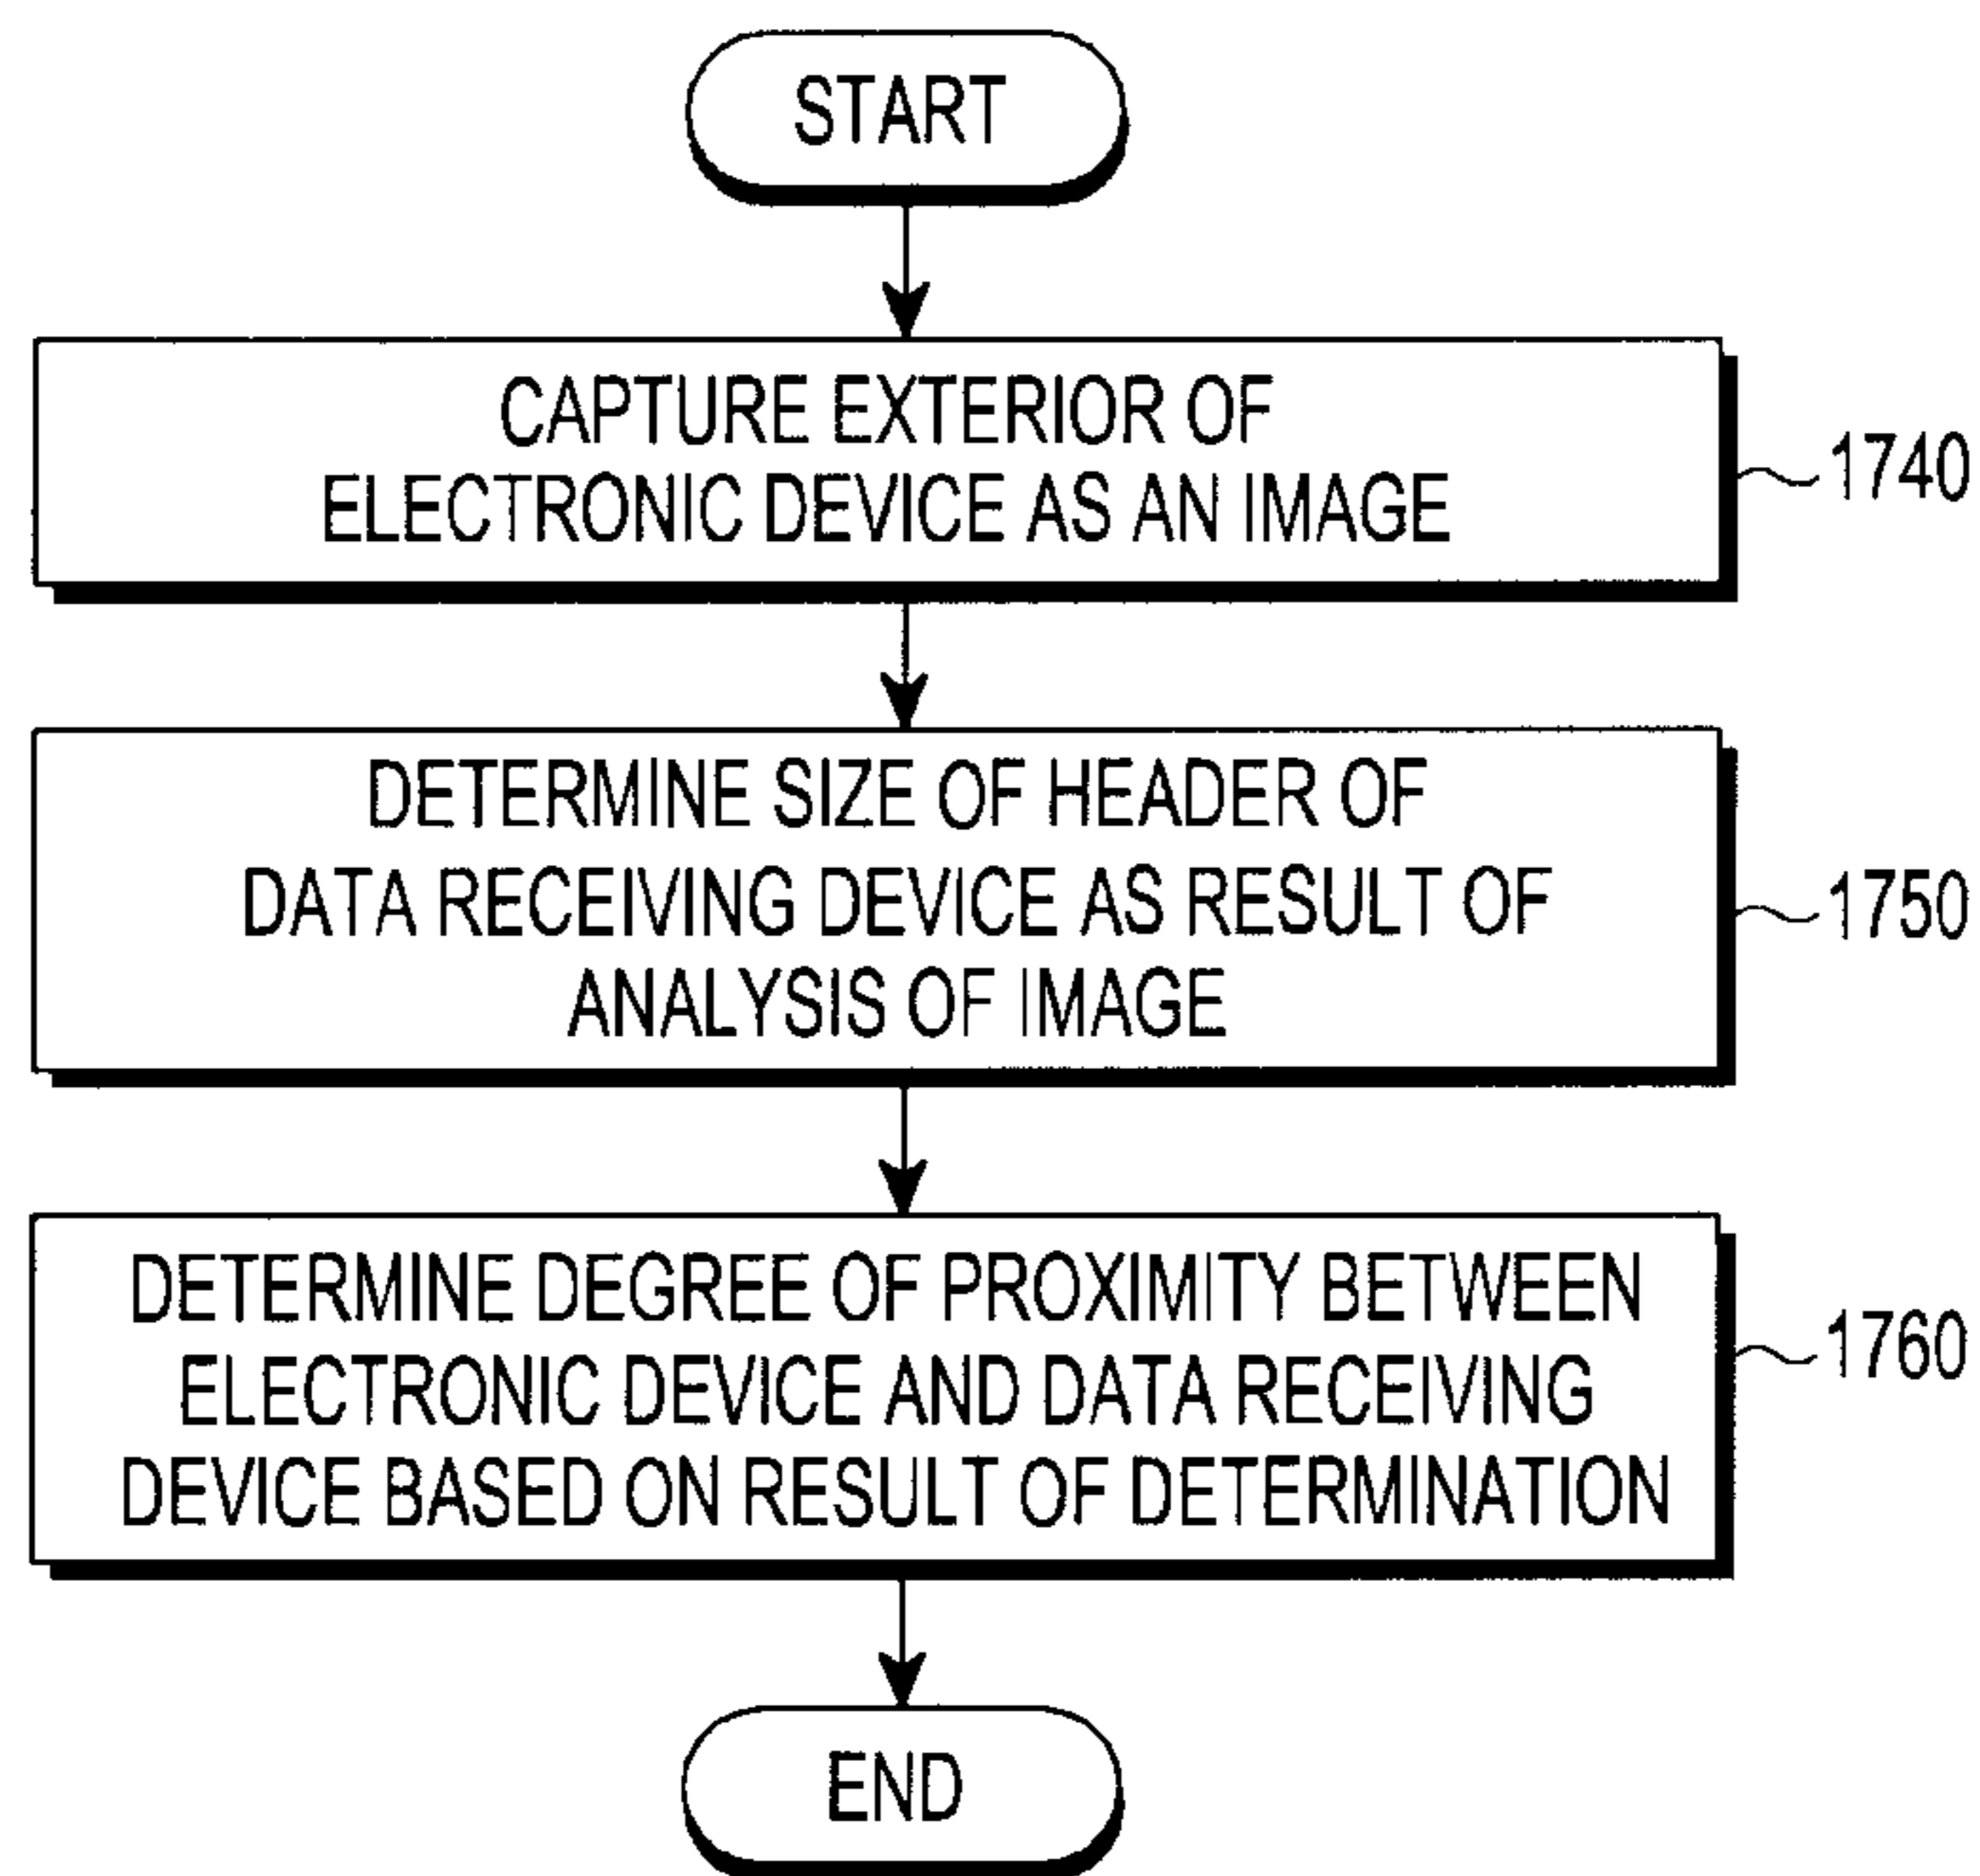 START
CAPTURE EXTERIOR OF
ELECTRONIC DEVICE AS AN IMAGE
1740
DETERMINE SIZE OF HEADER OF
DATA RECEIVING DEVICE AS RESULT OF
ANALYSIS OF IMAGE
1750
DETERMINE DEGREE OF PROXIMITY BETWEEN
ELECTRONIC DEVICE AND DATA RECEIVING
DEVICE BASED ON RESULT OF DETERMINATION
1760
END